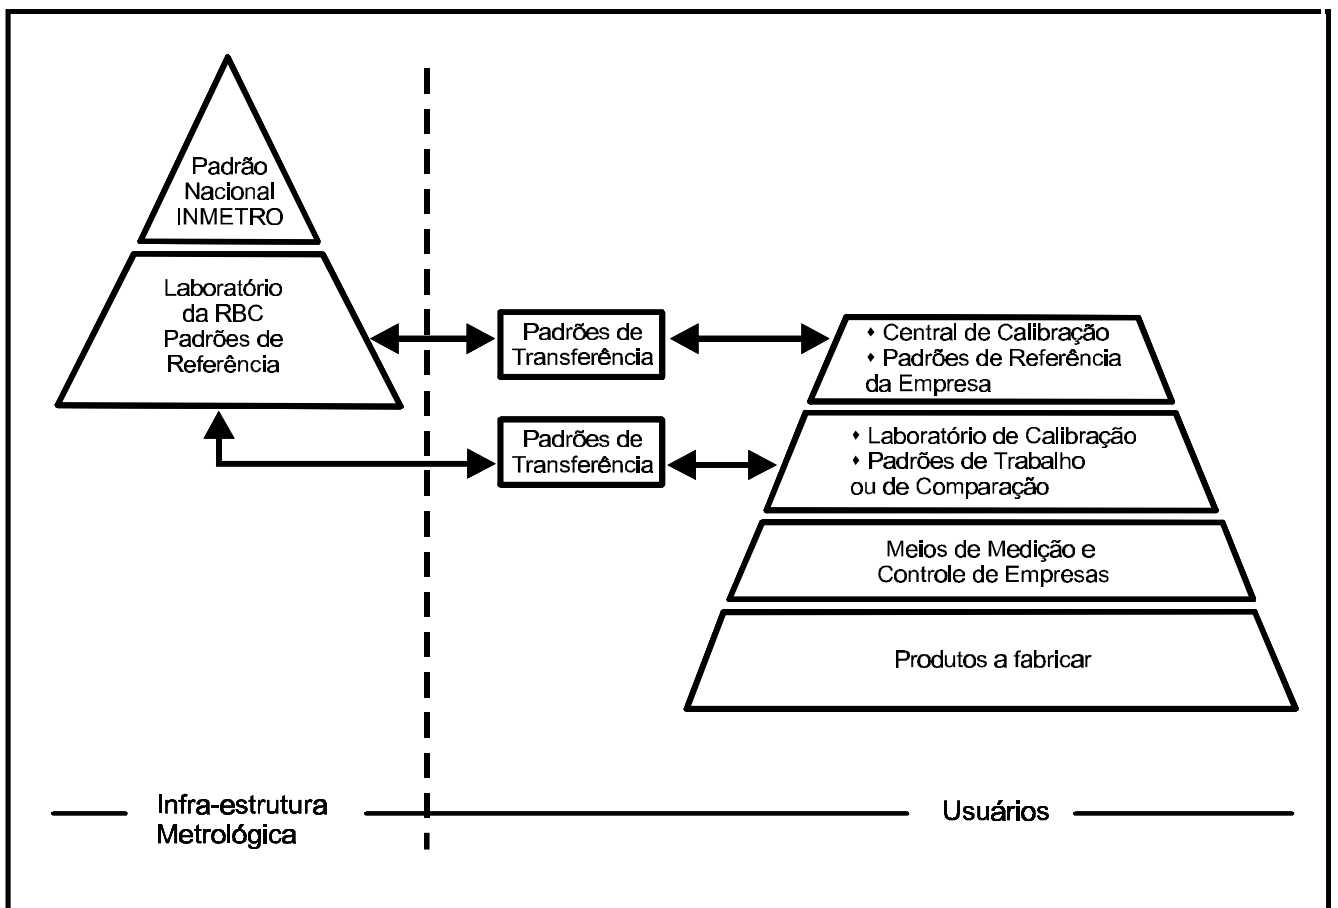 Padrão
Nacional
INMETRO
Laboratório
da RBC
Padrões de
Referência
Padrões de
Transferência
Padrões de
Transferência
♦ Central de Calibração
♦ Padrões de Referência
da Empresa
♦ Laboratório de Calibração
♦ Padrões de Trabalho
ou de Comparação
Meios de Medição e
Controle de Empresas
Produtos a fabricar
Infra-estrutura
Metrológica
Usuários